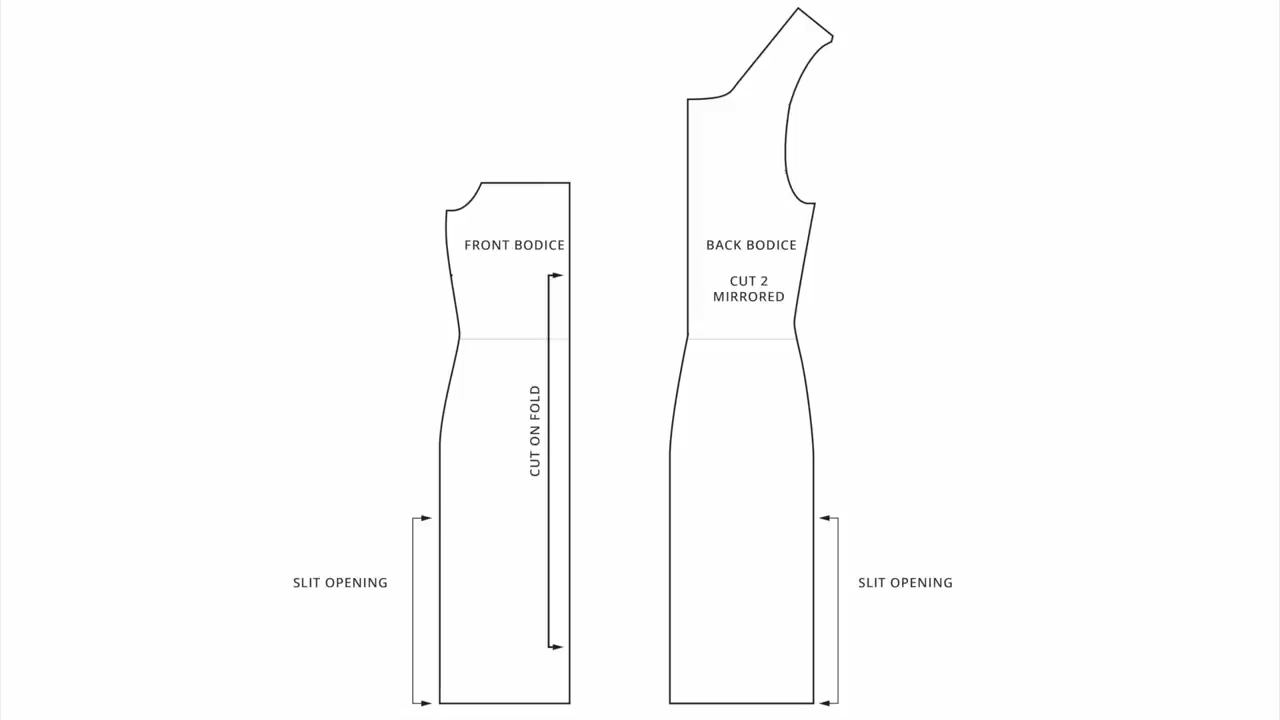 FRONT BODICE
BACK BODICE
CUT 2
MIRRORED
CUT ON FOLD
SLIT OPENING
SLIT OPENING